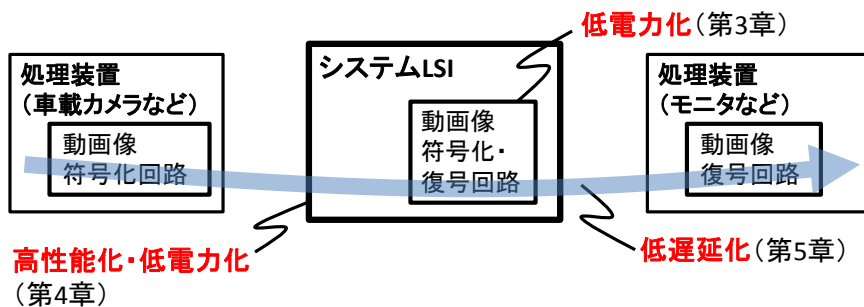 低電力化(第3章)
処理装置
(車載カメラなど)
動画像
符号化回路
システムLSI
動画像
符号化・
復号回路
処理装置
(モニタなど)
動画像
復号回路
高性能化・低電力化
(第4章)
低遅延化(第5章)